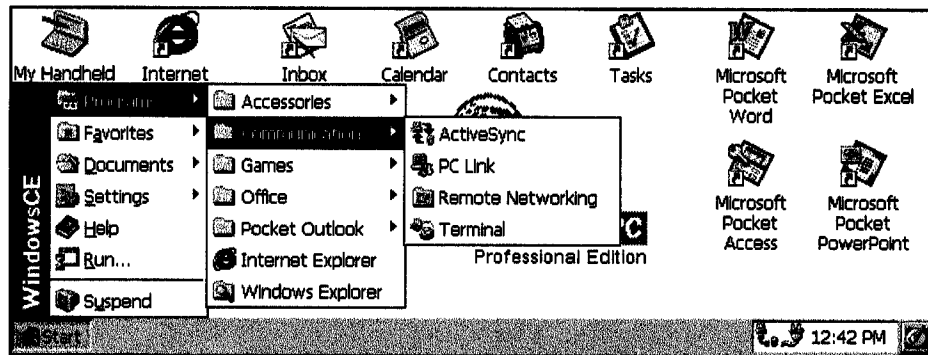 My Handheld
Internet
Inbox
Calendar
Contacts
Tasks
Microsoft
Pocket
Word
Microsoft
Pocket Excel
Programs
Favorites
Documents
Settings
Help
Run...
Suspend
WindowsCE
Accessories
Communication
Games
Office
Pocket Outlook
Internet Explorer
Windows Explorer
ActiveSync
PC Link
Remote Networking
Terminal
PC
Professional Edition
Microsoft
Pocket
Access
Microsoft
Pocket
PowerPoint
Start
12:42 PM